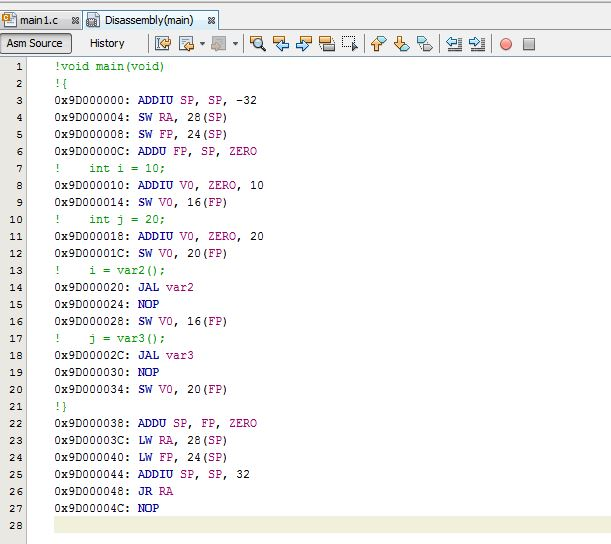 main1.c Disassembly(main)
Asm Source History
1 !void main(void)
2 !{
3 0x9D000000: ADDIU SP, SP, -32
4 0x9D000004: SW RA, 28(SP)
5 0x9D000008: SW FP, 24(SP)
6 0x9D00000C: ADDU FP, SP, ZERO
7 !    int i = 10;
8 0x9D000010: ADDIU V0, ZERO, 10
9 0x9D000014: SW V0, 16(FP)
10 !    int j = 20;
11 0x9D000018: ADDIU V0, ZERO, 20
12 0x9D00001C: SW V0, 20(FP)
13 !    i = var2();
14 0x9D000020: JAL var2
15 0x9D000024: NOP
16 0x9D000028: SW V0, 16(FP)
17 !    j = var3();
18 0x9D00002C: JAL var3
19 0x9D000030: NOP
20 0x9D000034: SW V0, 20(FP)
21 !}
22 0x9D000038: ADDU SP, FP, ZERO
23 0x9D00003C: LW RA, 28(SP)
24 0x9D000040: LW FP, 24(SP)
25 0x9D000044: ADDIU SP, SP, 32
26 0x9D000048: JR RA
27 0x9D00004C: NOP
28